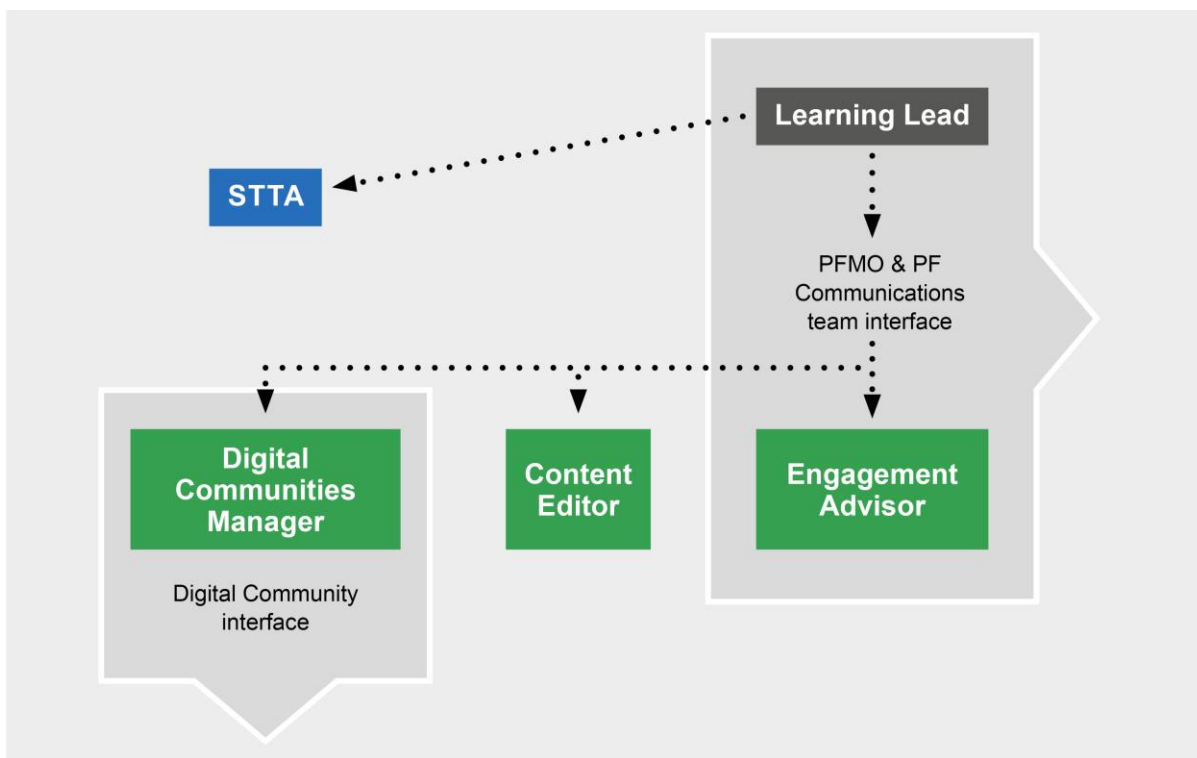 Learning Lead
STTA
PFMO & PF
Communications
team interface
Digital
Communities
Manager
Content
Editor
Engagement
Advisor
Digital Community
interface